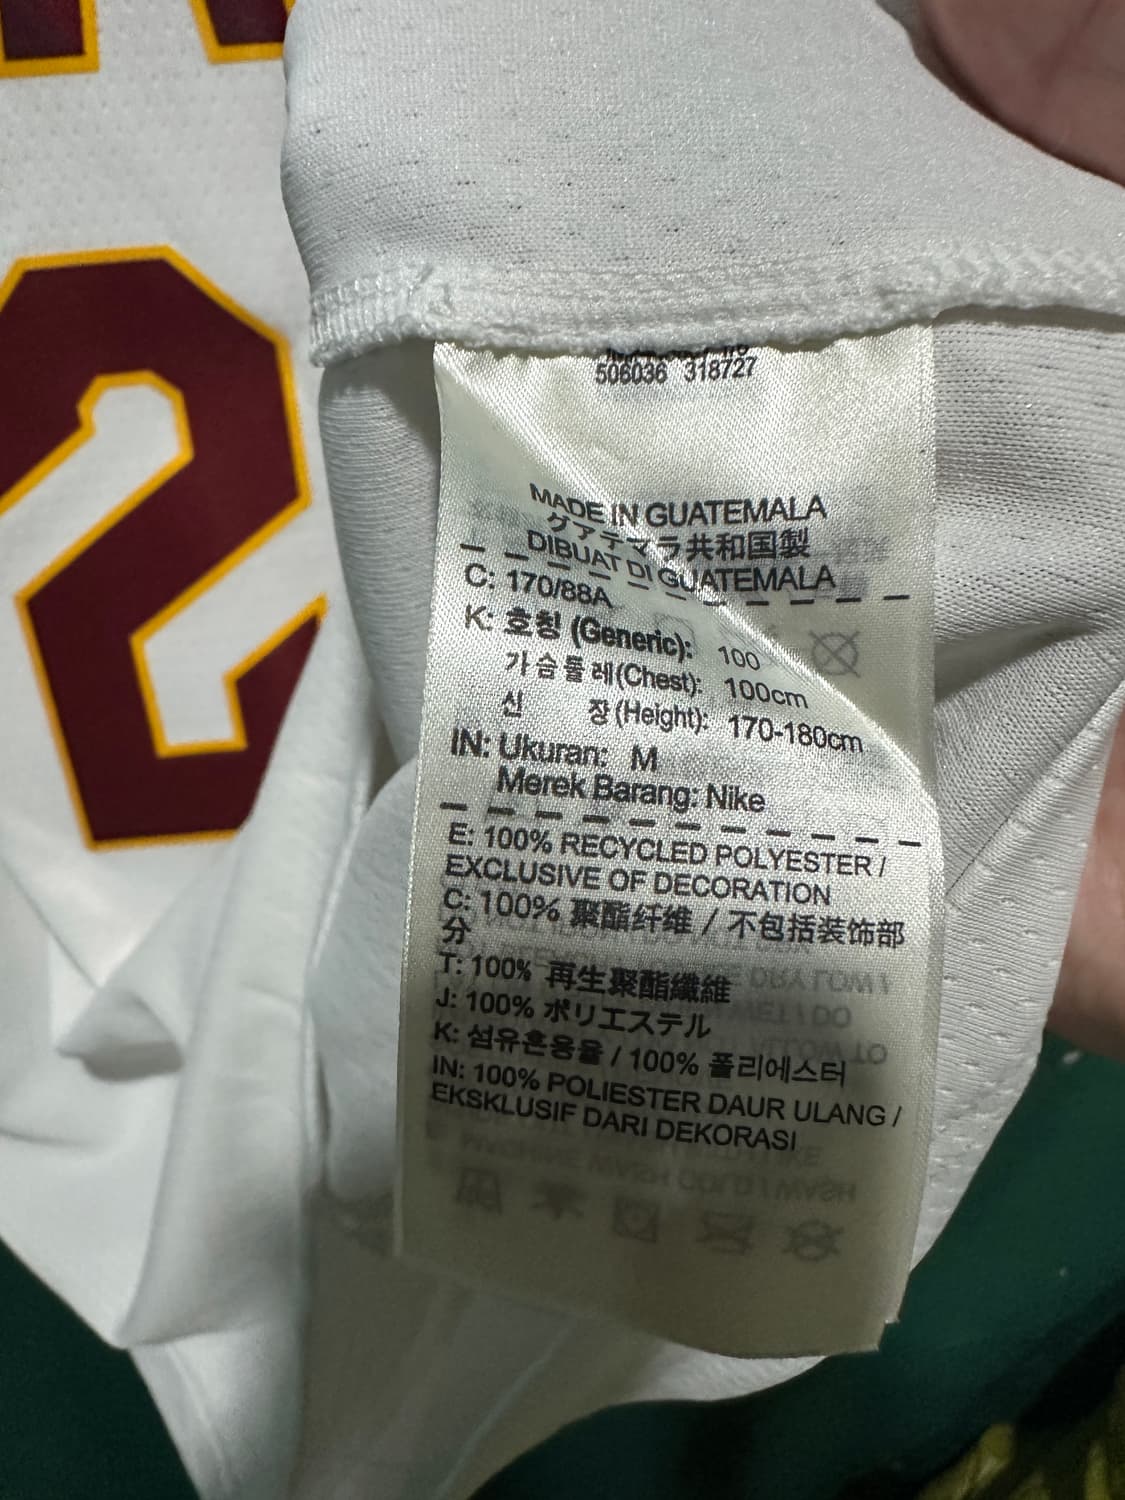 506036 318727
MADE IN GUATEMALA
グアテマラ共和国製
DIBUAT DI GUATEMALA
C: 170/88A
K: 호칭 (Generic): 100
가슴둘레(Chest): 100cm
신 장(Height): 170-180cm
IN: Ukuran: M
Merek Barang: Nike
E: 100% RECYCLED POLYESTER /
EXCLUSIVE OF DECORATION
C: 100% 聚酯纤维 / 不包括装饰部
分
T: 100% 再生聚酯纖維
J: 100% ポリエステル
K: 섬유혼용율 / 100% 폴리에스터
IN: 100% POLIESTER DAUR ULANG /
EKSKLUSIF DARI DEKORASI
2